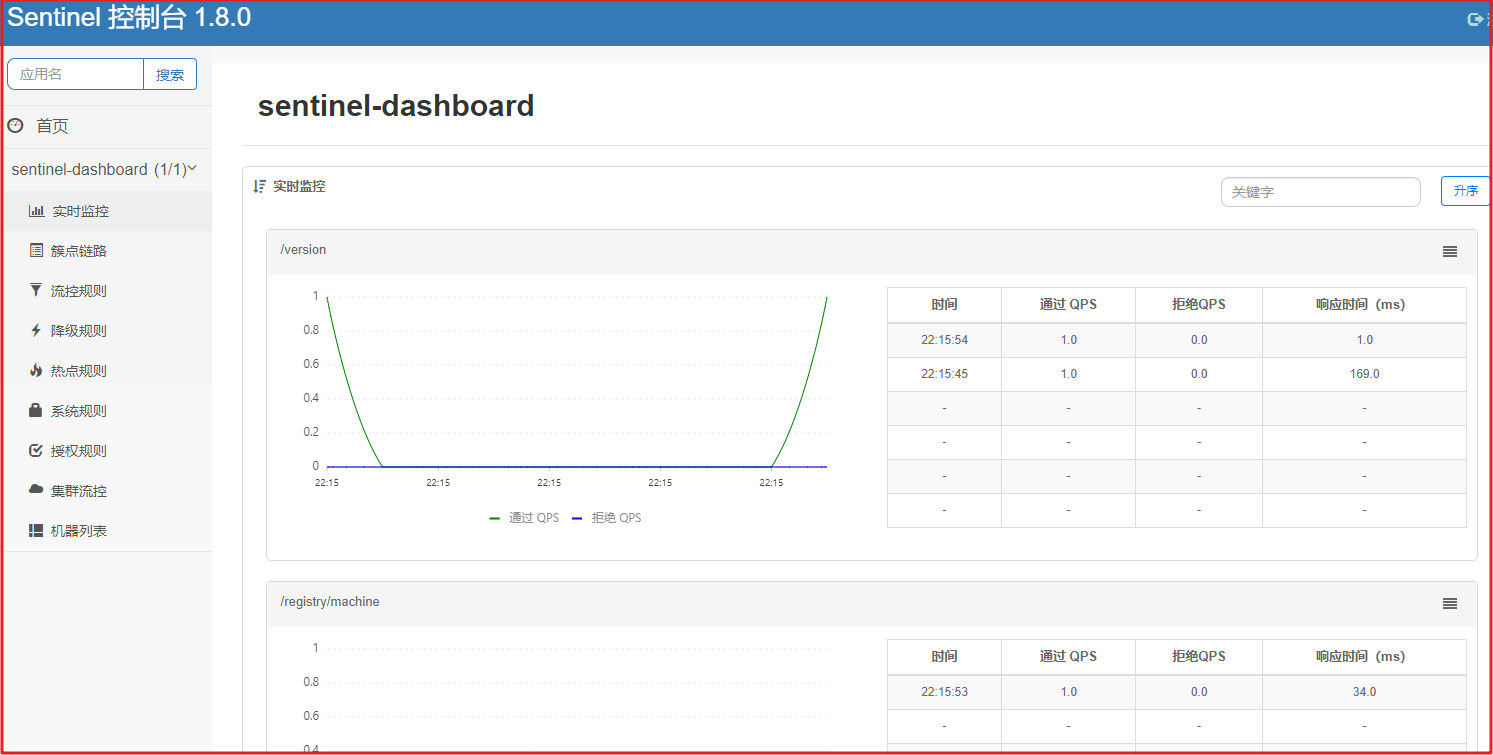 Sentinel 控制台 1.8.0
应用名 搜索
首页
sentinel-dashboard (1/1)
实时监控
簇点链路
流控规则
降级规则
热点规则
系统规则
授权规则
集群流控
机器列表
sentinel-dashboard
实时监控 关键字 升序
/version
1
0.8
0.6
0.4
0.2
0
22:15 22:15 22:15 22:15 22:15
通过 QPS 拒绝 QPS
时间 通过 QPS 拒绝QPS 响应时间（ms）
22:15:54 1.0 0.0 1.0
22:15:45 1.0 0.0 169.0
- - - -
- - - -
- - - -
- - - -
/registry/machine
1
0.8
0.6
0.4
时间 通过 QPS 拒绝QPS 响应时间（ms）
22:15:53 1.0 0.0 34.0
- - - -